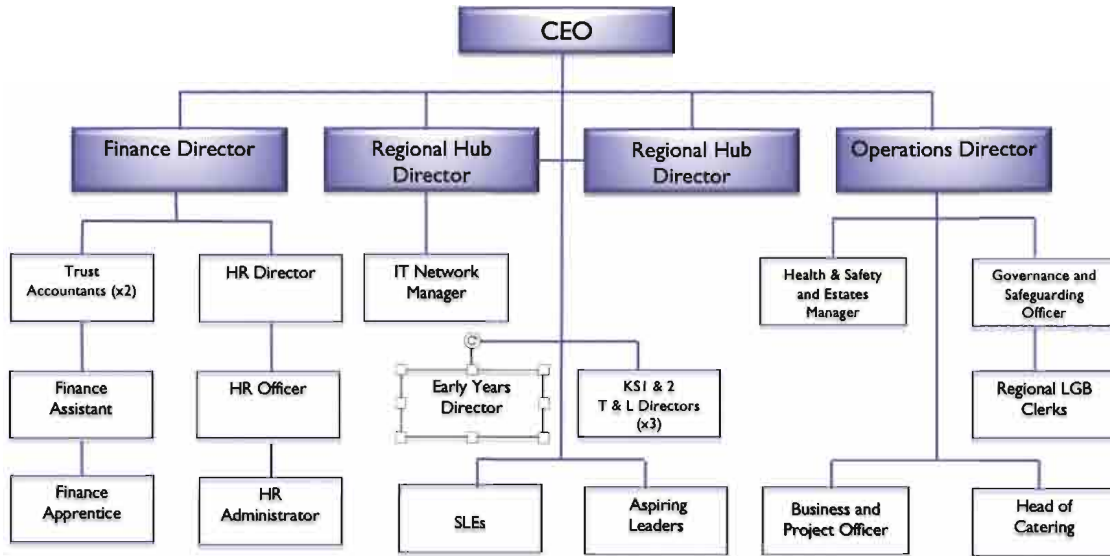 CEO
Finance Director
Regional Hub
Director
Regional Hub
Director
Operations Director
Trust
Accountants (x2)
HR Director
IT Network
Manager
Health & Safety
and Estates
Manager
Governance and
Safeguarding
Officer
Finance
Assistant
HR Officer
Early Years
Director
KS1 & 2
T & L Directors
(x3)
Regional LGB
Clerks
Finance
Apprentice
HR
Administrator
SLEs
Aspiring
Leaders
Business and
Project Officer
Head of
Catering